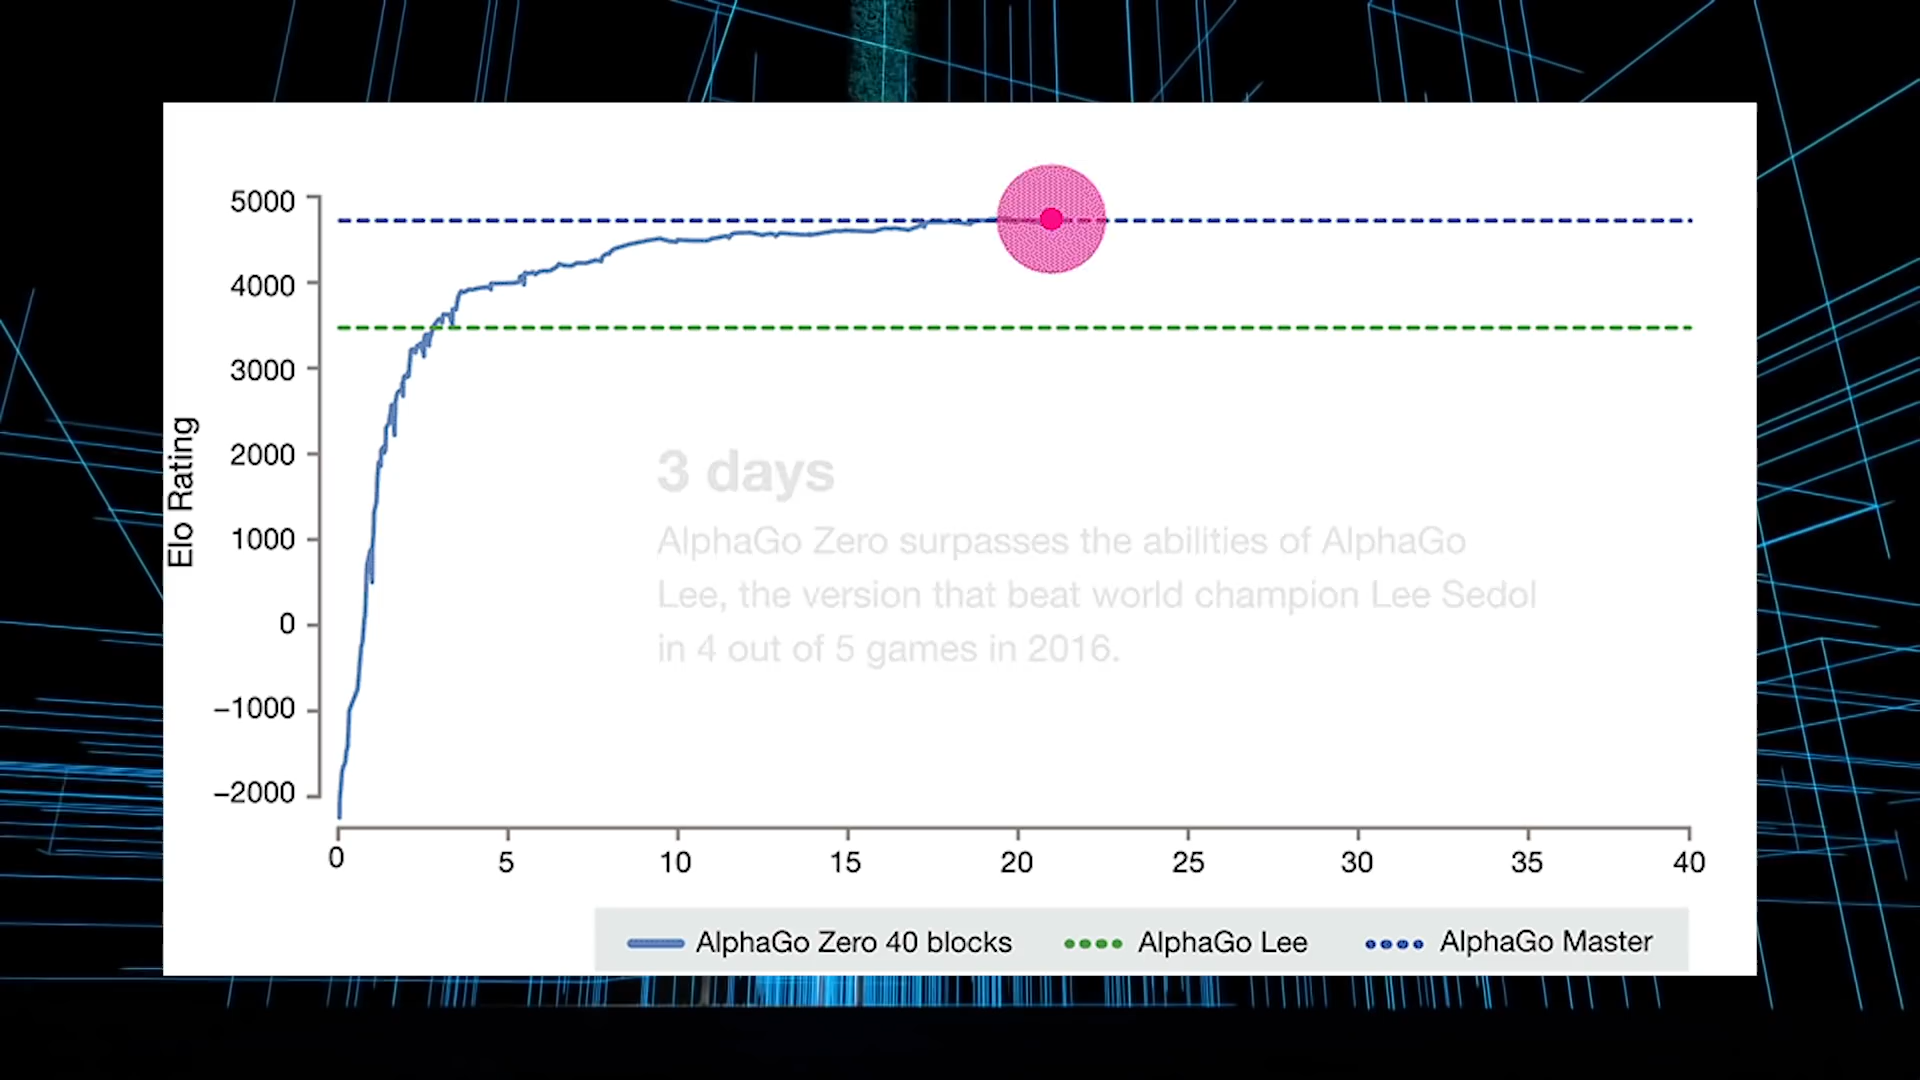 5000
4000
3000
2000
1000
0
−1000
−2000
Elo Rating
3 days
AlphaGo Zero surpasses the abilities of AlphaGo
Lee, the version that beat world champion Lee Sedol
in 4 out of 5 games in 2016.
0 5 10 15 20 25 30 35 40
AlphaGo Zero 40 blocks AlphaGo Lee AlphaGo Master